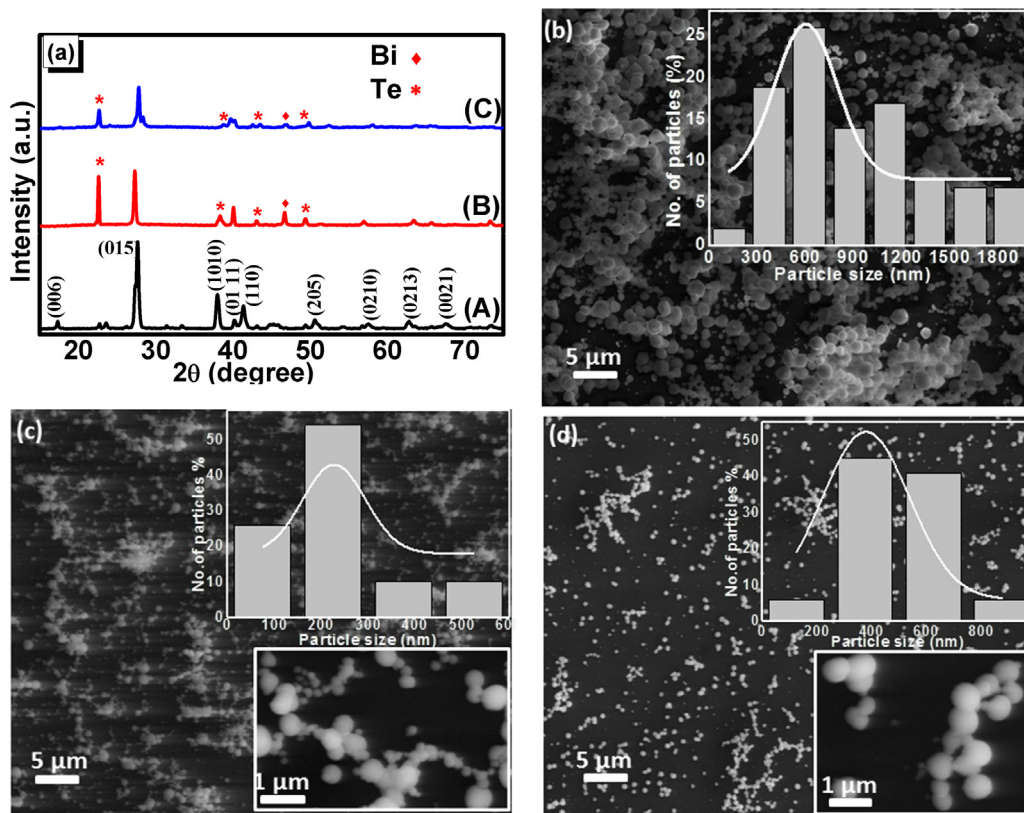 (a)
Bi ♦
Te *
* * * ♦ * (C)
* * * ♦ * (B)
(006) (015) (1010) (01 11) (110) (205) (0210) (0213) (0021) (A)
Intensity (a.u.)
20 30 40 50 60 70
2θ (degree)
(b)
No. of particles (%)
25
20
15
10
5
0
0 300 600 900 1200 1500 1800
Particle size (nm)
5 µm
(c)
No.of particles %
50
40
30
20
10
0
0 100 200 300 400 500 600
Particle size (nm)
5 µm
1 µm
(d)
No.of particles %
50
40
30
20
10
0
0 200 400 600 800
Particle size (nm)
5 µm
1 µm